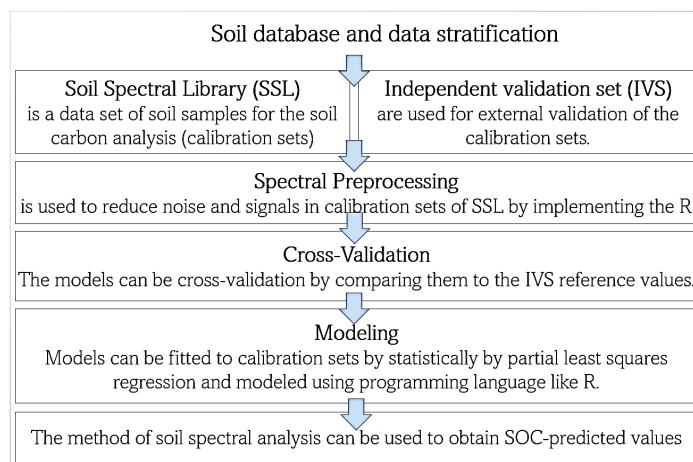 Soil database and data stratification
Soil Spectral Library (SSL)
is a data set of soil samples for the soil
carbon analysis (calibration sets)
Independent validation set (IVS)
are used for external validation of the
calibration sets.
Spectral Preprocessing
is used to reduce noise and signals in calibration sets of SSL by implementing the R
Cross-Validation
The models can be cross-validation by comparing them to the IVS reference values.
Modeling
Models can be fitted to calibration sets by statistically by partial least squares
regression and modeled using programming language like R.
The method of soil spectral analysis can be used to obtain SOC-predicted values